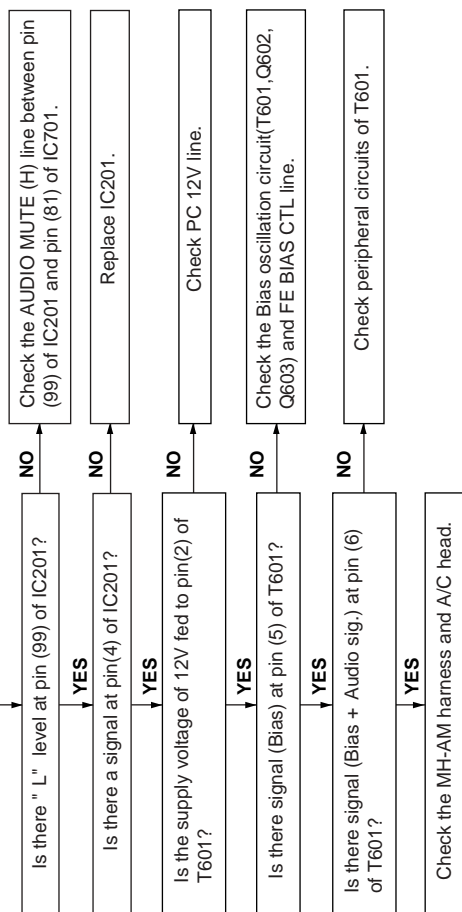 Is there " L"  level at pin (99) of IC201?
NO
Check the AUDIO MUTE (H) line between pin
(99) of IC201 and pin (81) of IC701.
YES
Is there a signal at pin(4) of IC201?
NO
Replace IC201.
YES
Is the supply voltage of 12V fed to pin(2) of
T601?
NO
Check PC 12V line.
YES
Is there signal (Bias) at pin (5) of T601?
NO
Check the Bias oscillation circuit(T601,Q602,
Q603) and FE BIAS CTL line.
YES
Is there signal (Bias + Audio sig.) at pin (6)
of T601?
NO
Check peripheral circuits of T601.
YES
Check the MH-AM harness and A/C head.